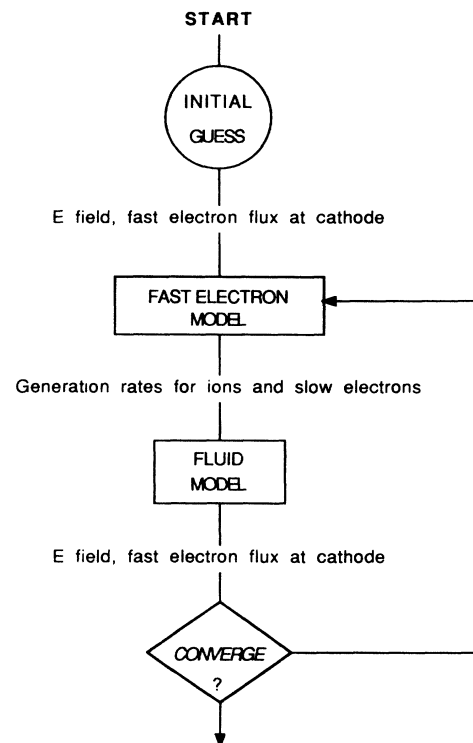 START
INITIAL
GUESS
E field, fast electron flux at cathode
FAST ELECTRON
MODEL
Generation rates for ions and slow electrons
FLUID
MODEL
E field, fast electron flux at cathode
CONVERGE
?